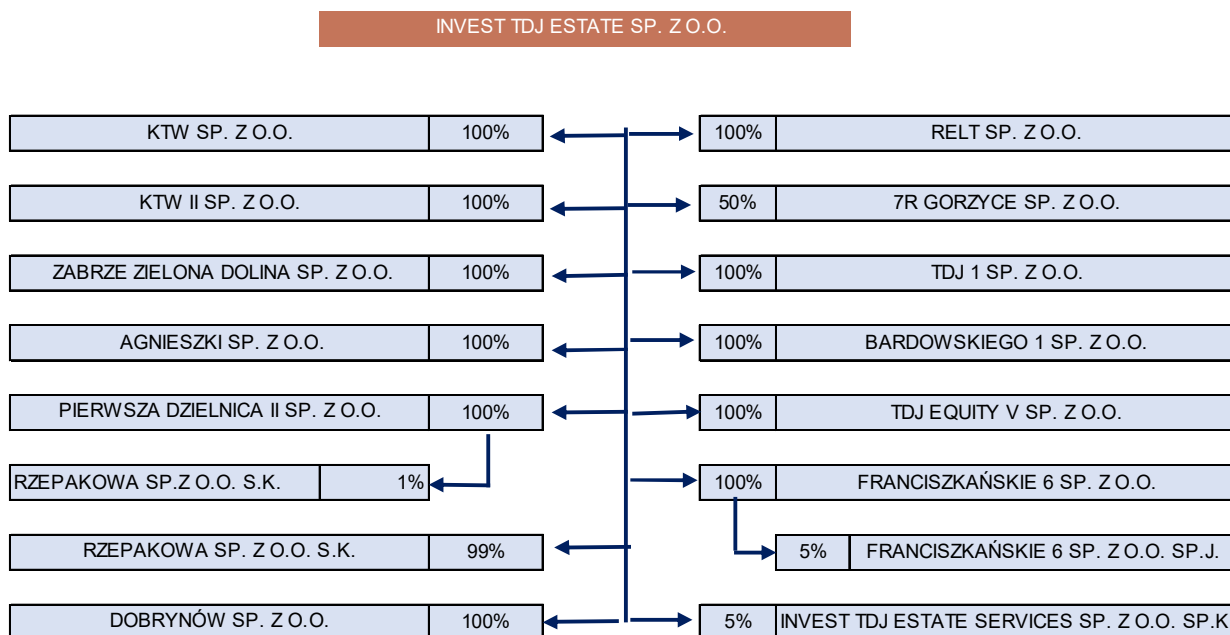 INVEST TDJ ESTATE SP. Z O.O.
KTW SP. Z O.O. 100%
100% RELT SP. Z O.O.
KTW II SP. Z O.O. 100%
50% 7R GORZYCE SP. Z O.O.
ZABRZE ZIELONA DOLINA SP. Z O.O. 100%
100% TDJ 1 SP. Z O.O.
AGNIESZKI SP. Z O.O. 100%
100% BARDOWSKIEGO 1 SP. Z O.O.
PIERWSZA DZIELNICA II SP. Z O.O. 100%
100% TDJ EQUITY V SP. Z O.O.
RZEPAKOWA SP.Z O.O. S.K. 1%
100% FRANCISZKAŃSKIE 6 SP. Z O.O.
RZEPAKOWA SP. Z O.O. S.K. 99%
5% FRANCISZKAŃSKIE 6 SP. Z O.O. SP.J.
DOBRYNÓW SP. Z O.O. 100%
5% INVEST TDJ ESTATE SERVICES SP. Z O.O. SP.K